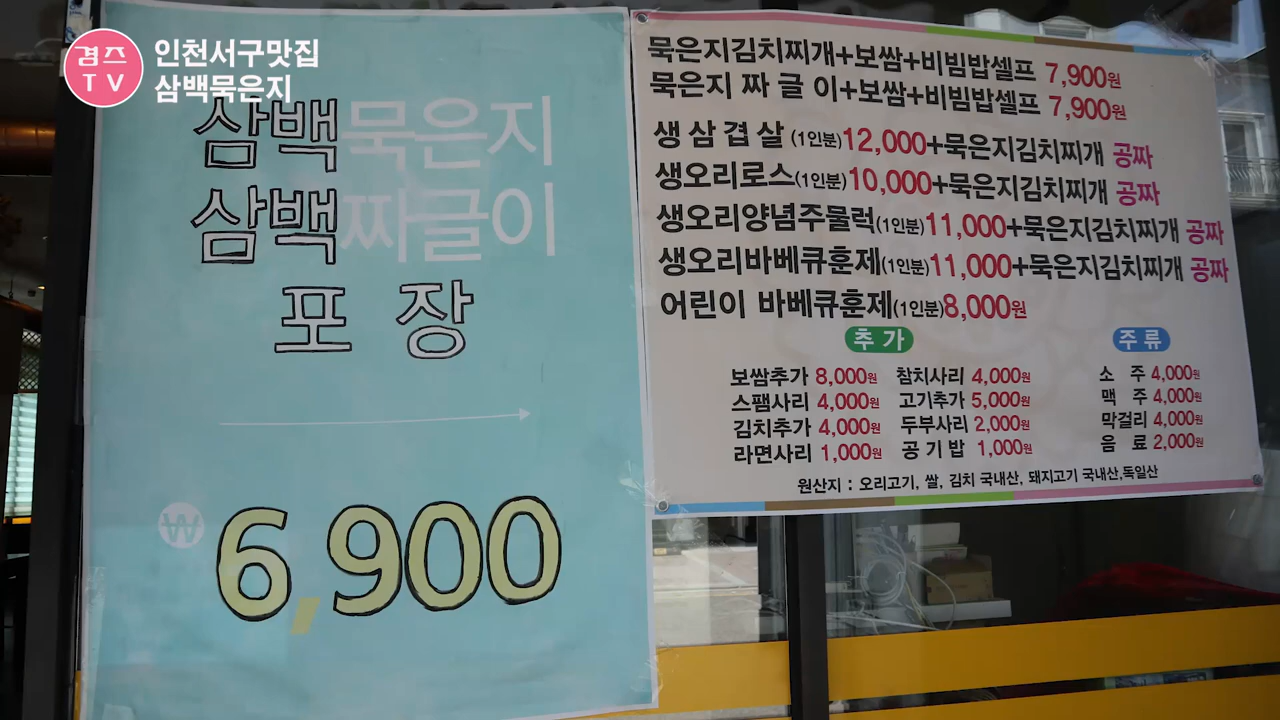 경즈
TV
인천서구맛집
삼백묵은지
삼백묵은지
삼백짜글이
포 장
₩ 6,900
묵은지김치찌개+보쌈+비빔밥셀프 7,900원
묵은지 짜 글 이+보쌈+비빔밥셀프 7,900원
생 삼 겹 살 (1인분)12,000+묵은지김치찌개 공짜
생오리로스(1인분)10,000+묵은지김치찌개 공짜
생오리양념주물럭(1인분)11,000+묵은지김치찌개 공짜
생오리바베큐훈제(1인분)11,000+묵은지김치찌개 공짜
어린이 바베큐훈제(1인분)8,000원
추 가
보쌈추가 8,000원 참치사리 4,000원
스팸사리 4,000원 고기추가 5,000원
김치추가 4,000원 두부사리 2,000원
라면사리 1,000원 공 기 밥 1,000원
주 류
소 주 4,000원
맥 주 4,000원
막걸리 4,000원
음 료 2,000원
원산지 : 오리고기, 쌀, 김치 국내산, 돼지고기 국내산,독일산